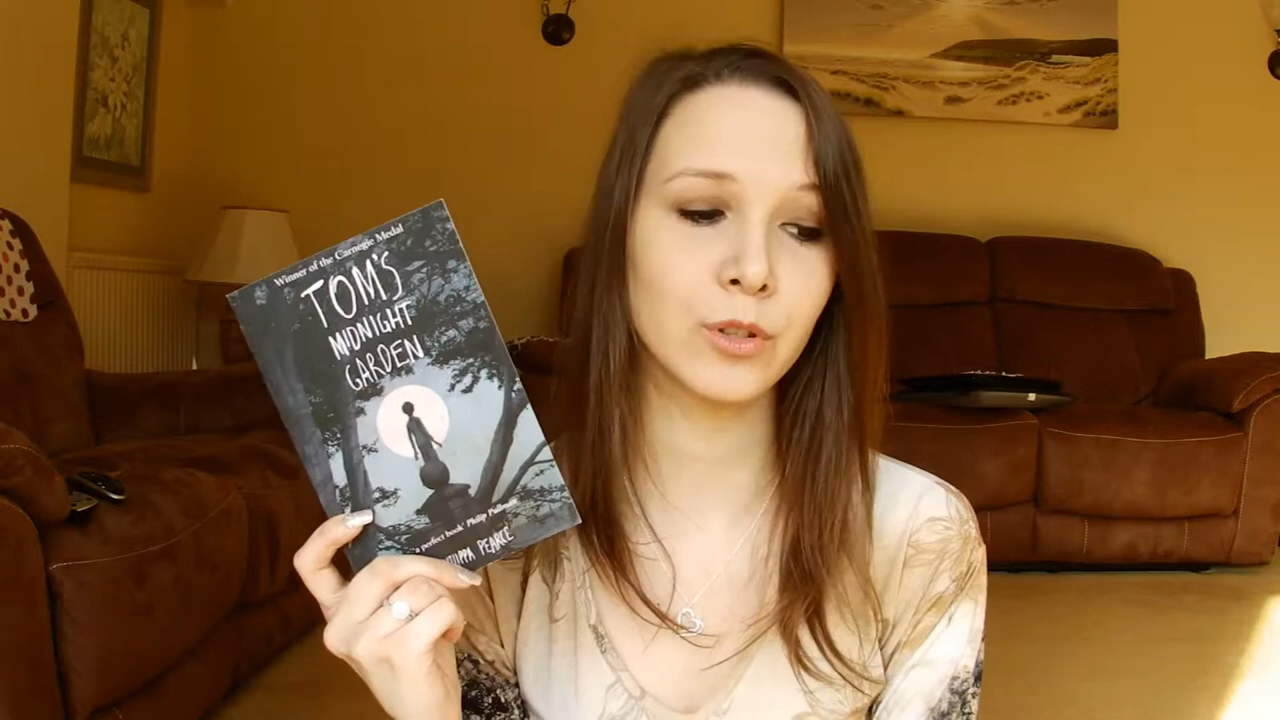 Winner of the Carnegie Medal
TOM'S
MIDNIGHT
GARDEN
a perfect book' Philip Pullman
PEARCE